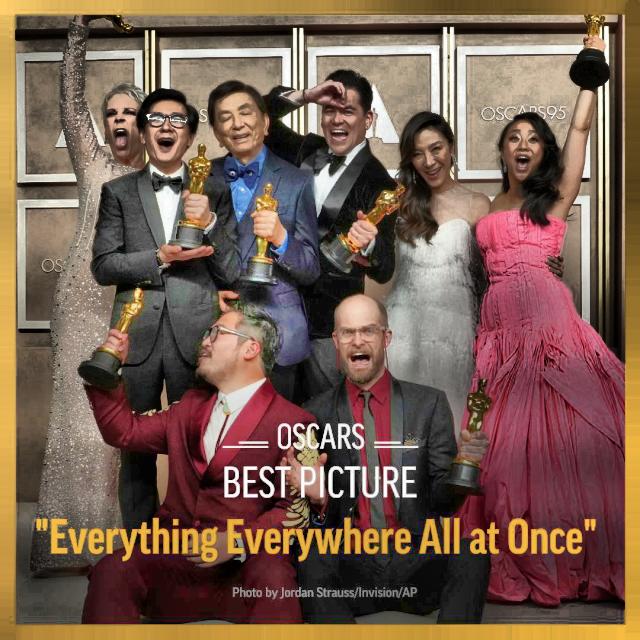 OSCARS95
OSCARS
BEST PICTURE
"Everything Everywhere All at Once"
Photo by Jordan Strauss/Invision/AP